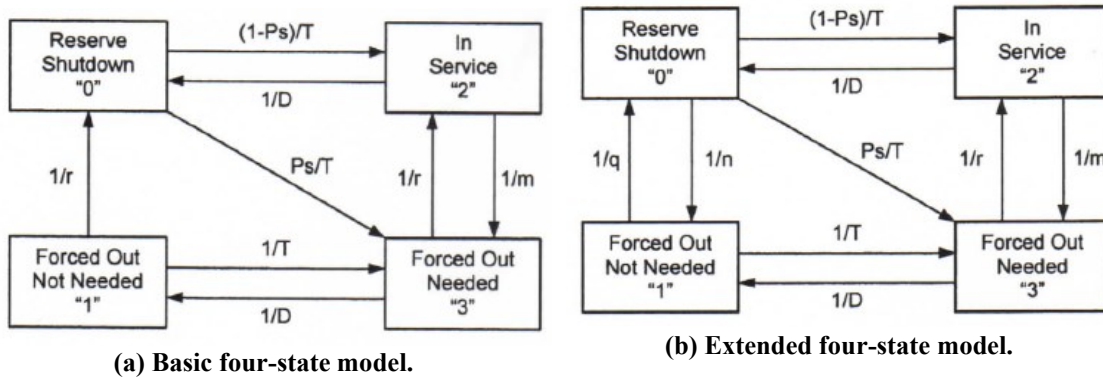 Reserve
Shutdown
"0"
(1-Ps)/T
1/D
In
Service
"2"
1/r
Ps/T
1/r
1/m
Forced Out
Not Needed
"1"
1/T
1/D
Forced Out
Needed
"3"
(a) Basic four-state model.
Reserve
Shutdown
"0"
(1-Ps)/T
1/D
In
Service
"2"
1/q
1/n
Ps/T
1/r
1/m
Forced Out
Not Needed
"1"
1/T
1/D
Forced Out
Needed
"3"
(b) Extended four-state model.